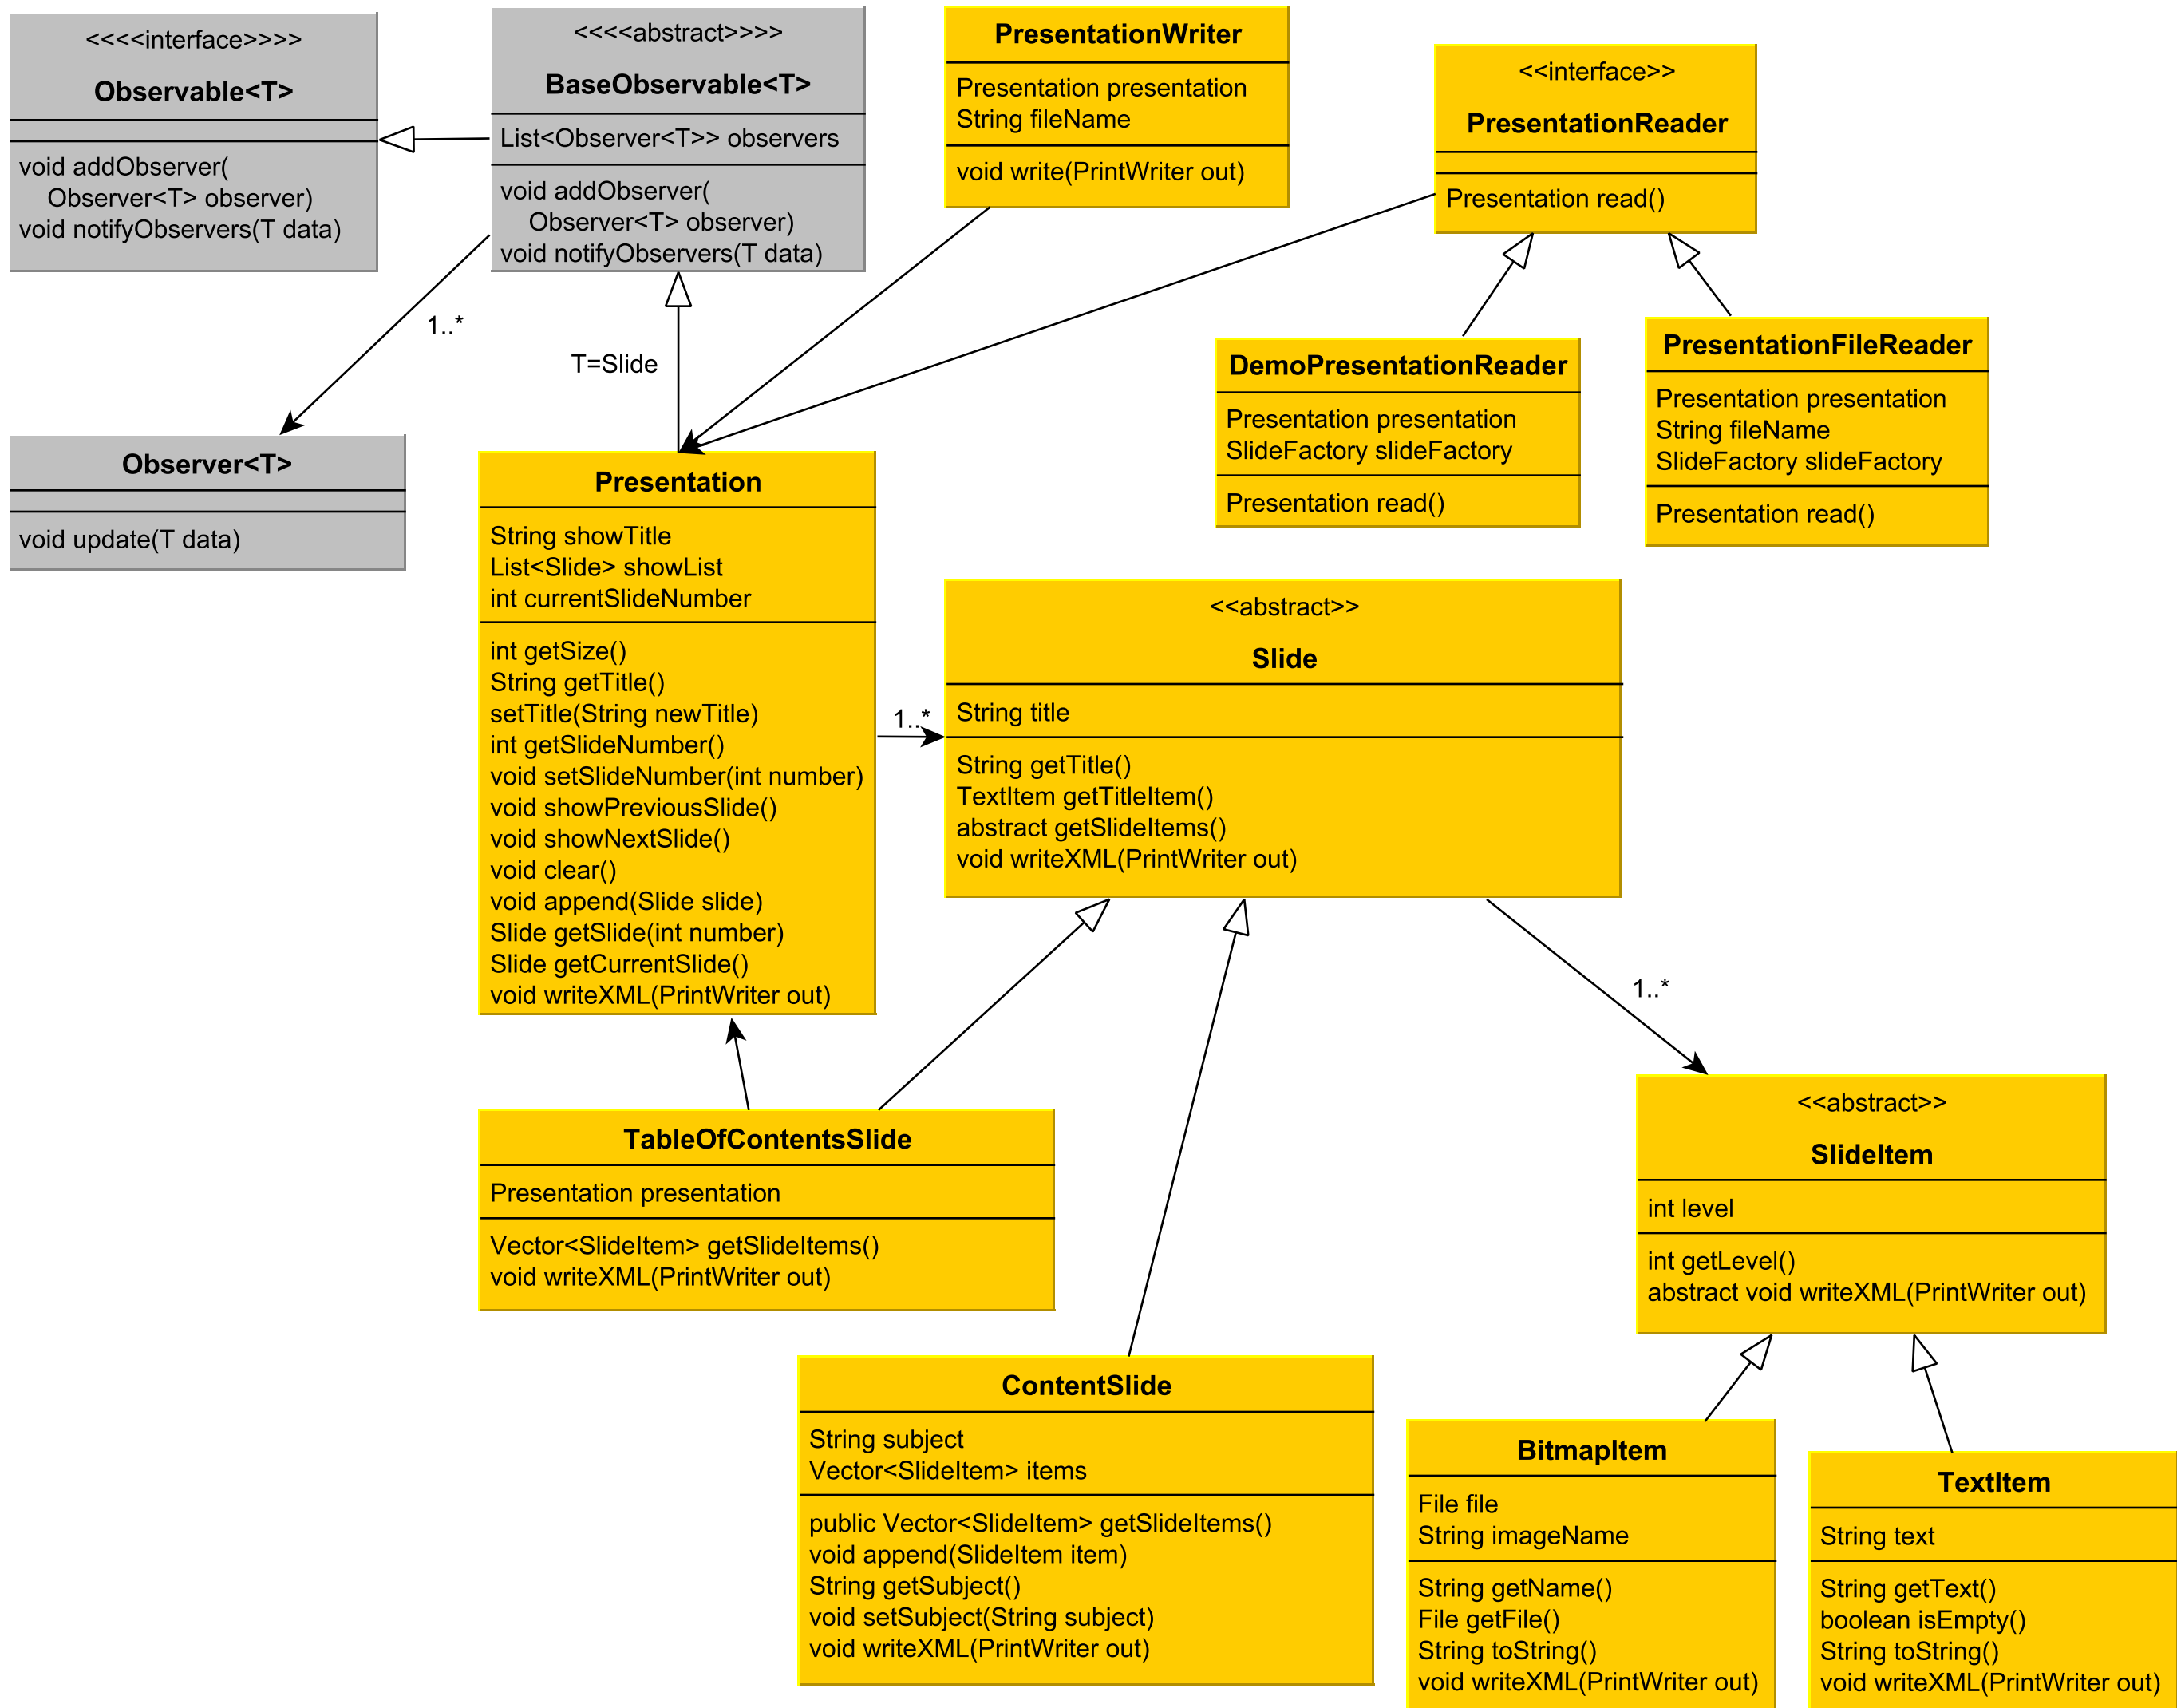 <<<<interface>>>>
Observable<T>
void addObserver(
Observer<T> observer)
void notifyObservers(T data)
<<<<abstract>>>>
BaseObservable<T>
List<Observer<T>> observers
void addObserver(
Observer<T> observer)
void notifyObservers(T data)
PresentationWriter
Presentation presentation
String fileName
void write(PrintWriter out)
<<interface>>
PresentationReader
Presentation read()
1..*
T=Slide
DemoPresentationReader
Presentation presentation
SlideFactory slideFactory
Presentation read()
PresentationFileReader
Presentation presentation
String fileName
SlideFactory slideFactory
Presentation read()
Observer<T>
void update(T data)
Presentation
String showTitle
List<Slide> showList
int currentSlideNumber
int getSize()
String getTitle()
setTitle(String newTitle)
int getSlideNumber()
void setSlideNumber(int number)
void showPreviousSlide()
void showNextSlide()
void clear()
void append(Slide slide)
Slide getSlide(int number)
Slide getCurrentSlide()
void writeXML(PrintWriter out)
1..*
<<abstract>>
Slide
String title
String getTitle()
TextItem getTitleItem()
abstract getSlideItems()
void writeXML(PrintWriter out)
1..*
TableOfContentsSlide
Presentation presentation
Vector<SlideItem> getSlideItems()
void writeXML(PrintWriter out)
<<abstract>>
SlideItem
int level
int getLevel()
abstract void writeXML(PrintWriter out)
ContentSlide
String subject
Vector<SlideItem> items
public Vector<SlideItem> getSlideItems()
void append(SlideItem item)
String getSubject()
void setSubject(String subject)
void writeXML(PrintWriter out)
BitmapItem
File file
String imageName
String getName()
File getFile()
String toString()
void writeXML(PrintWriter out)
TextItem
String text
String getText()
boolean isEmpty()
String toString()
void writeXML(PrintWriter out)